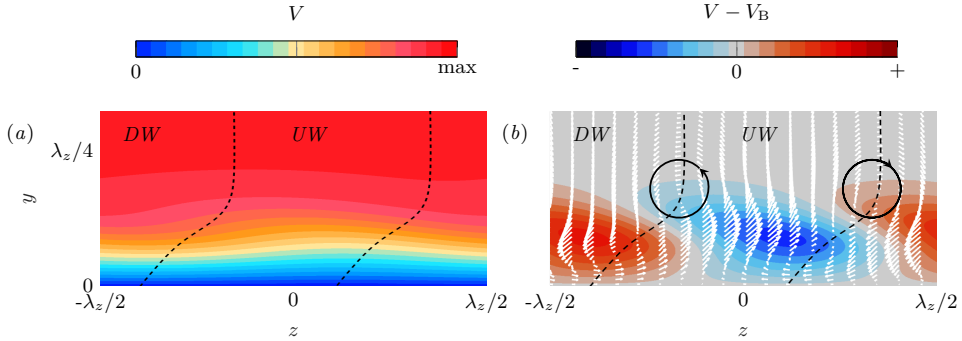 V
V − V_B
0 max
- 0 +
(a) DW UW
(b) DW UW
λ_z/4
y
0
-λ_z/2 0 λ_z/2
-λ_z/2 0 λ_z/2
z
z